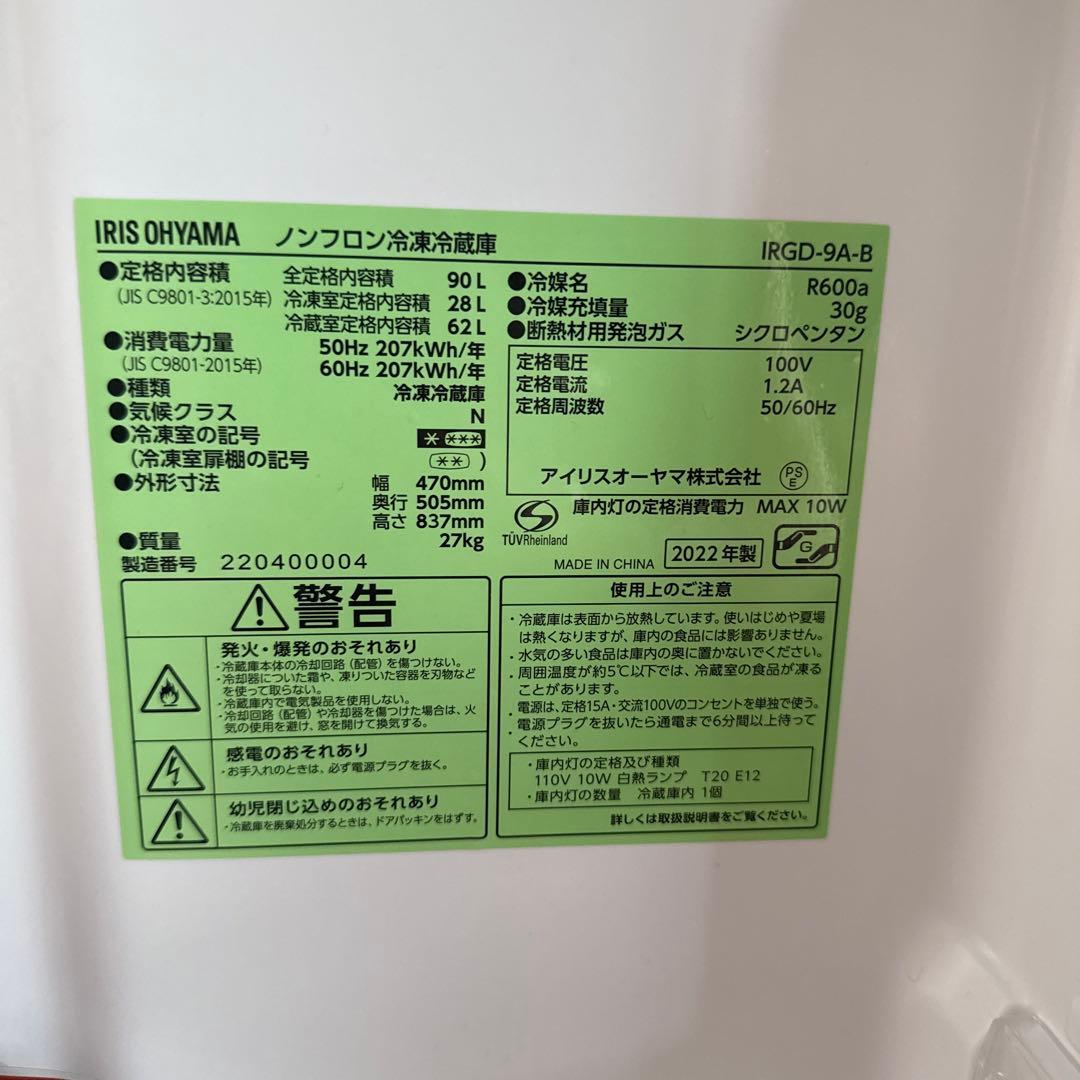 IRIS OHYAMA ノンフロン冷凍冷蔵庫 IRGD-9A-B
●定格内容積 全定格内容積 90 L
(JIS C9801-3:2015年) 冷凍室定格内容積 28 L
冷蔵室定格内容積 62 L
●消費電力量 50Hz 207kWh/年
(JIS C9801-2015年) 60Hz 207kWh/年
●種類 冷凍冷蔵庫
●気候クラス N
●冷凍室の記号 * ***
(冷凍室扉棚の記号 ** )
●外形寸法 幅 470mm
奥行 505mm
高さ 837mm
●質量 27kg
製造番号 220400004
●冷媒名 R600a
●冷媒充填量 30g
●断熱材用発泡ガス シクロペンタン
定格電圧 100V
定格電流 1.2A
定格周波数 50/60Hz
アイリスオーヤマ株式会社 PSE
TÜVRheinland
庫内灯の定格消費電力 MAX 10W
MADE IN CHINA 2022年製 G
警告
発火・爆発のおそれあり
・冷蔵庫本体の冷却回路（配管）を傷つけない。
・冷却器についた霜や、凍りついた容器を刃物など
を使って取らない。
・冷蔵庫内で電気製品を使用しない。
・冷却回路（配管）や冷却器を傷つけた場合は、火
気の使用を避け、窓を開けて換気する。
感電のおそれあり
・お手入れのときは、必ず電源プラグを抜く。
幼児閉じ込めのおそれあり
・冷蔵庫を廃棄処分するときは、ドアパッキンをはずす。
使用上のご注意
・冷蔵庫は表面から放熱しています。使いはじめや夏場
は熱くなりますが、庫内の食品には影響ありません。
・水気の多い食品は庫内の奥に置かないでください。
・周囲温度が約5℃以下では、冷蔵室の食品が凍る
ことがあります。
・電源は、定格15A・交流100Vのコンセントを単独で使う。
・電源プラグを抜いたら通電まで6分間以上待って
ください。
・庫内灯の定格及び種類
110V 10W 白熱ランプ T20 E12
・庫内灯の数量 冷蔵庫内 1個
詳しくは取扱説明書をご覧ください。